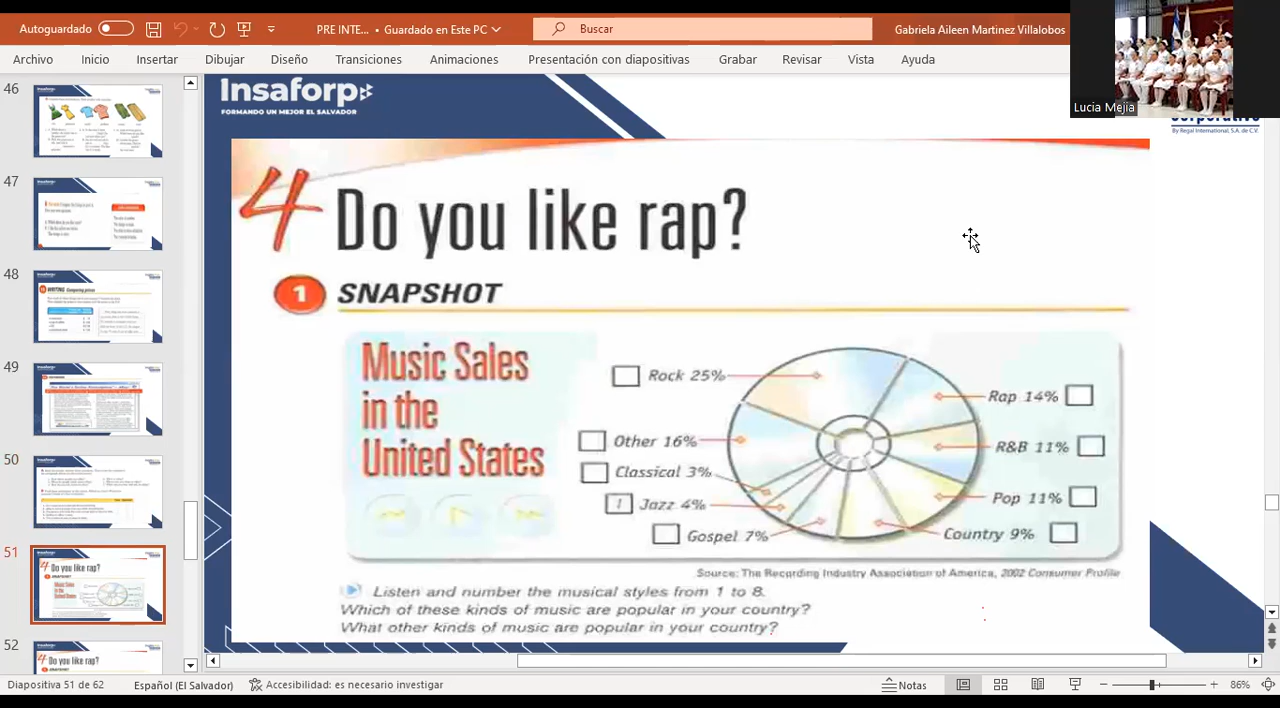 Autoguardado
PRE INTE... • Guardado en Este PC
Buscar
Gabriela Aileen Martinez Villalobos
Archivo Inicio Insertar Dibujar Diseño Transiciones Animaciones Presentación con diapositivas Grabar Revisar Vista Ayuda
Lucia Mejia
46
47
48
49
50
51
52
Insaforp
FORMANDO UN MEJOR EL SALVADOR
By Regal International, S.A. de C.V.
4 Do you like rap?
1 SNAPSHOT
Music Sales
in the
United States
Rock 25%
Other 16%
Classical 3%
1 Jazz 4%
Gospel 7%
Rap 14%
R&B 11%
Pop 11%
Country 9%
Source: The Recording Industry Association of America, 2002 Consumer Profile
Listen and number the musical styles from 1 to 8.
Which of these kinds of music are popular in your country?
What other kinds of music are popular in your country?
Diapositiva 51 de 62 Español (El Salvador) Accesibilidad: es necesario investigar Notas 86%